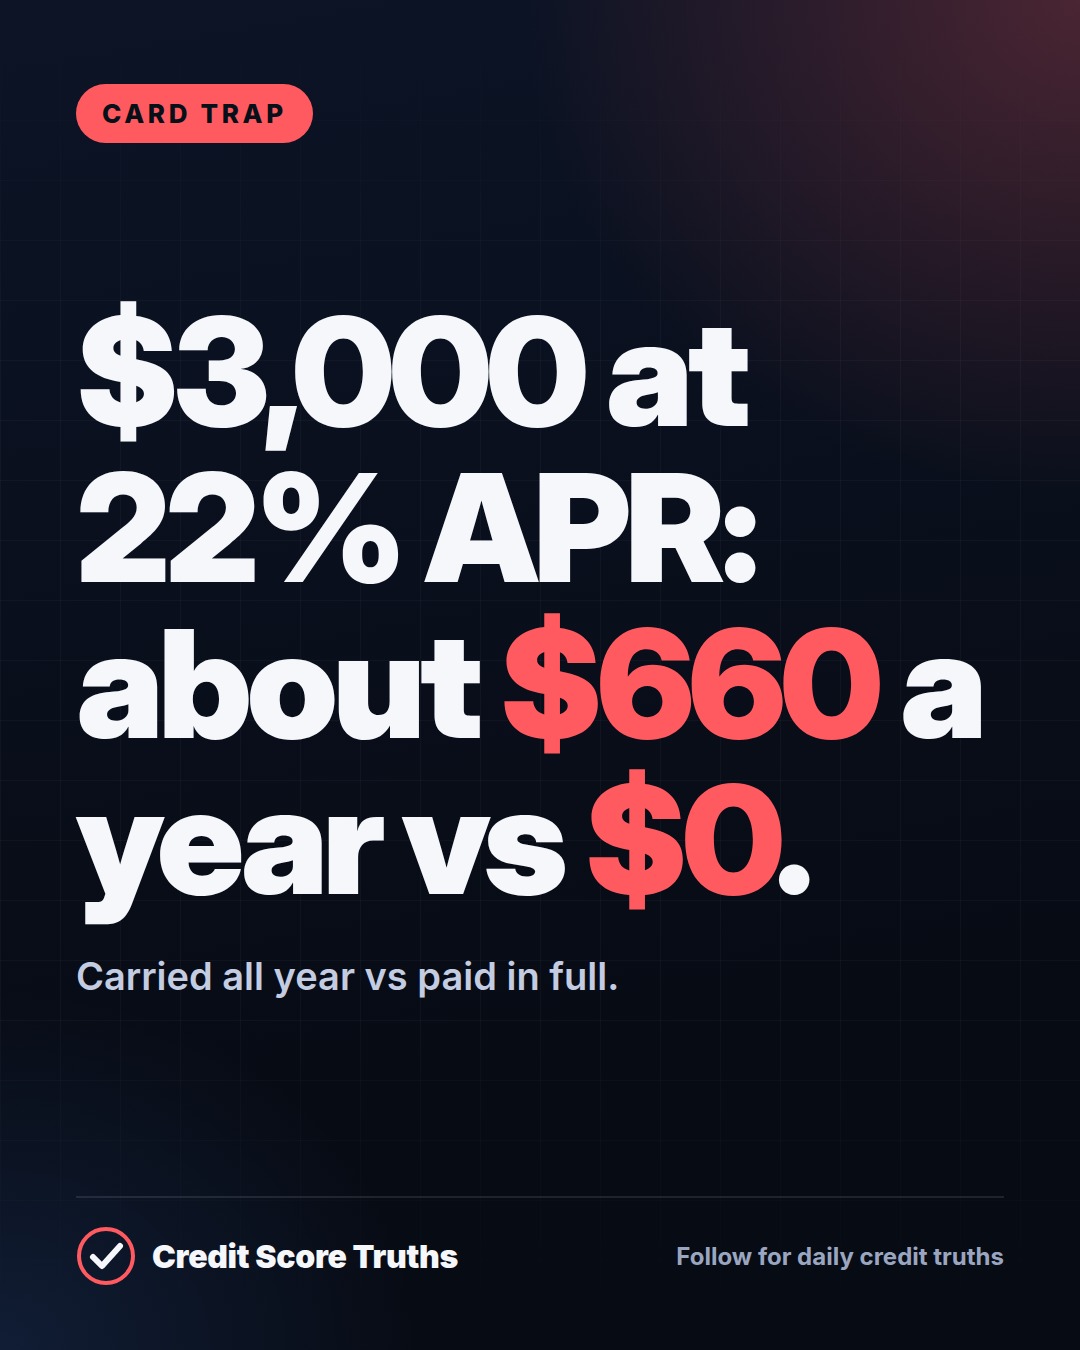 CARD TRAP
$3,000 at
22% APR:
about $660 a
year vs $0.
Carried all year vs paid in full.
Credit Score Truths
Follow for daily credit truths